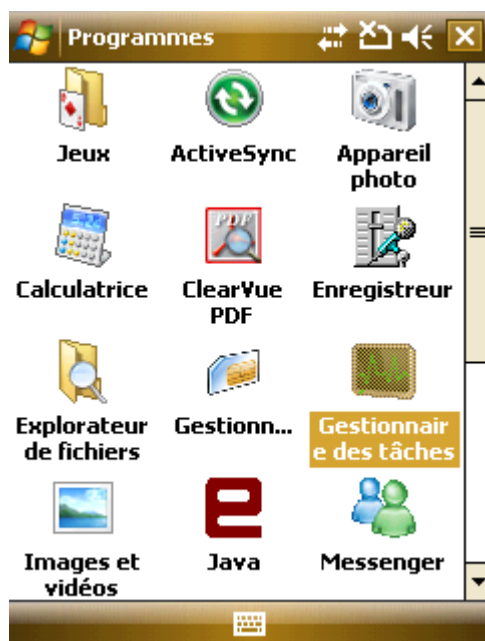 Programmes
Jeux
ActiveSync
Appareil
photo
Calculatrice
ClearVue
PDF
Enregistreur
Explorateur
de fichiers
Gestionn...
Gestionnair
e des tâches
Images et
vidéos
Java
Messenger